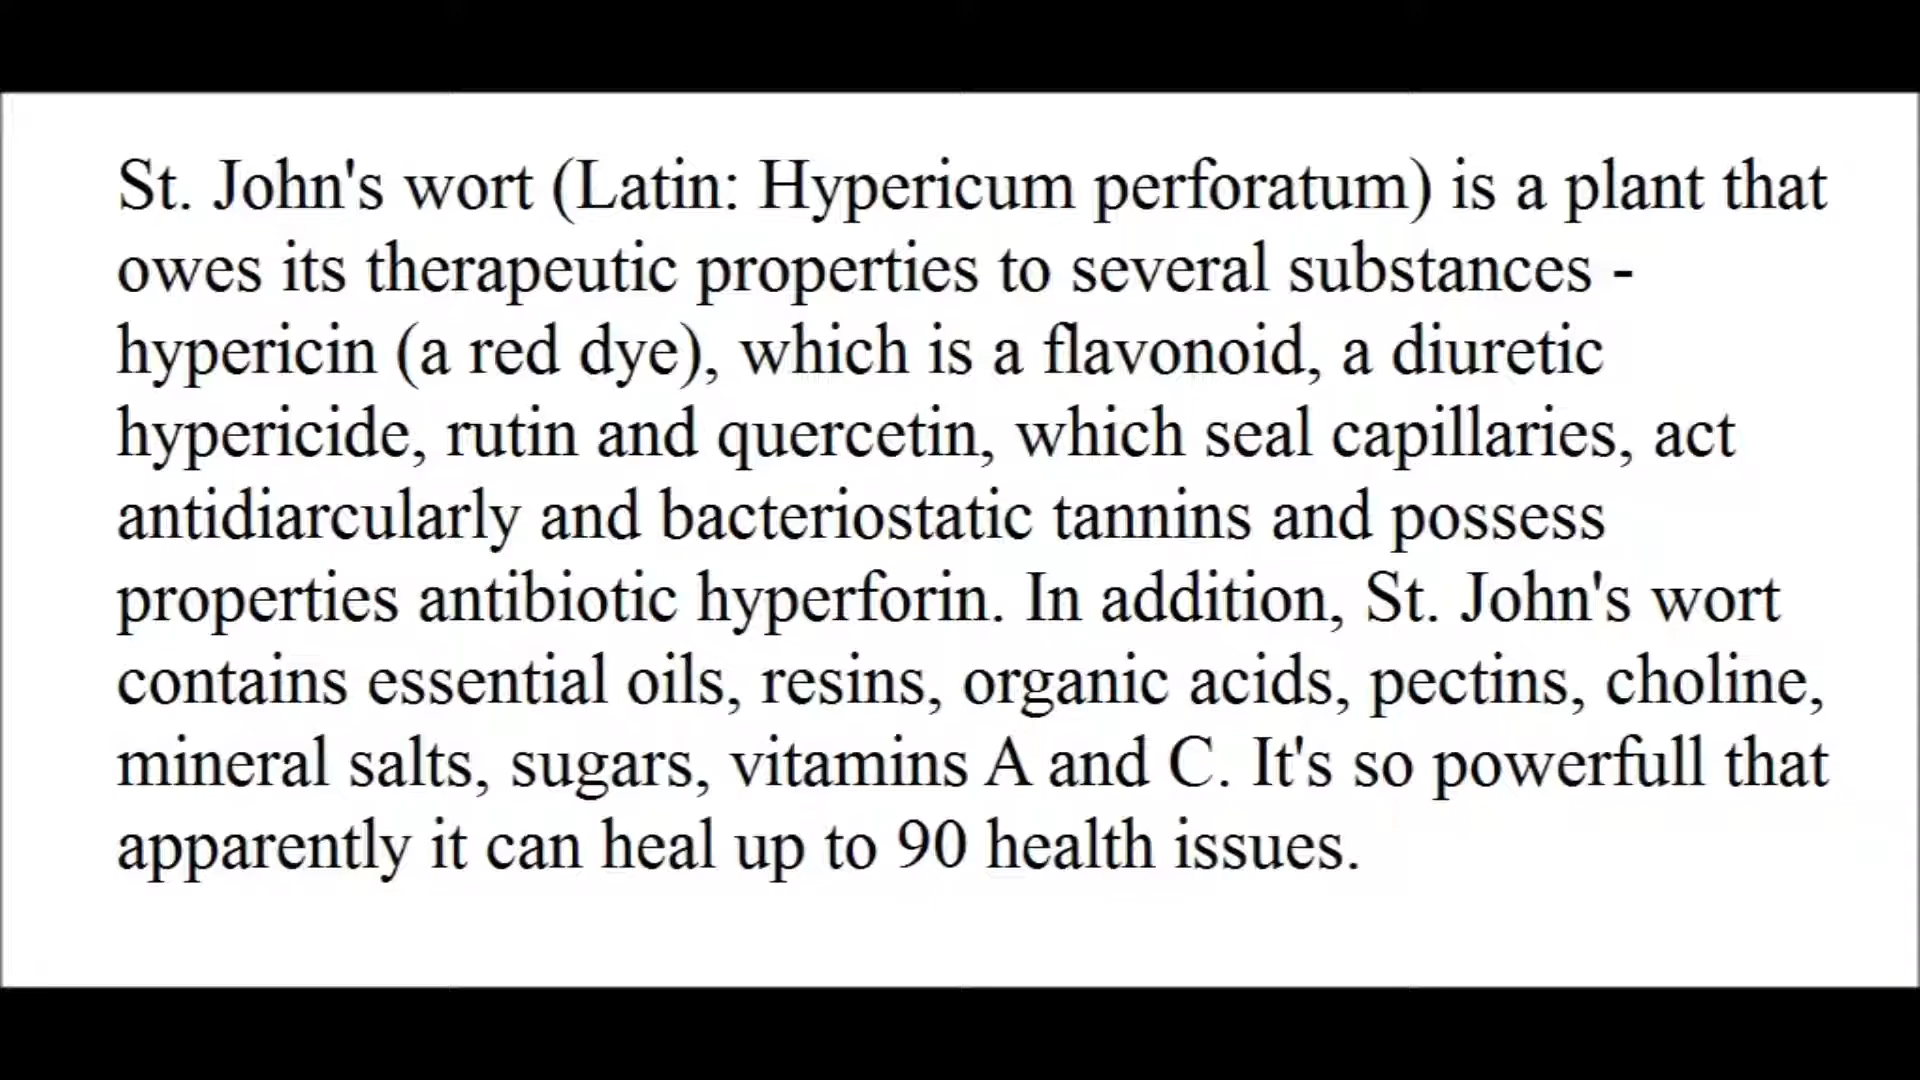 St. John's wort (Latin: Hypericum perforatum) is a plant that
owes its therapeutic properties to several substances -
hypericin (a red dye), which is a flavonoid, a diuretic
hypericide, rutin and quercetin, which seal capillaries, act
antidiarcularly and bacteriostatic tannins and possess
properties antibiotic hyperforin. In addition, St. John's wort
contains essential oils, resins, organic acids, pectins, choline,
mineral salts, sugars, vitamins A and C. It's so powerfull that
apparently it can heal up to 90 health issues.